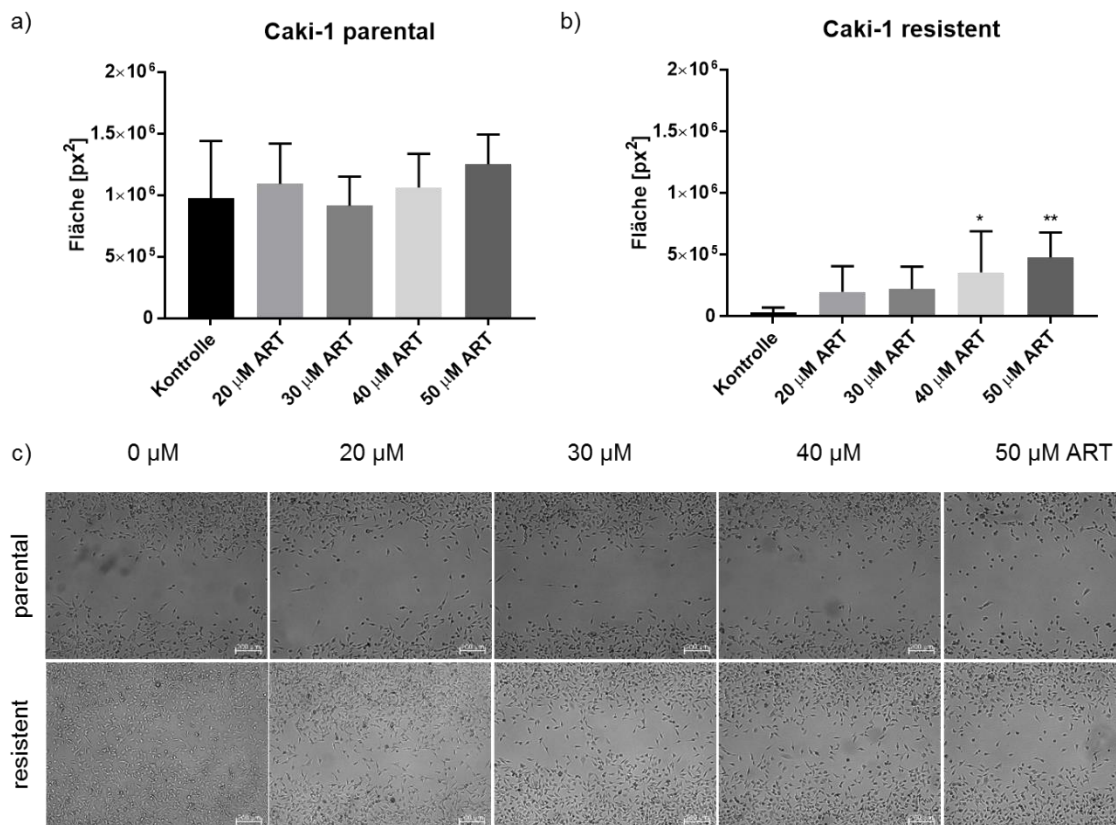 a)
Caki-1 parental
2×10⁶
1.5×10⁶
1×10⁶
5×10⁵
0
Fläche [px²]
Kontrolle
20 μM ART
30 μM ART
40 μM ART
50 μM ART
b)
Caki-1 resistent
2×10⁶
1.5×10⁶
1×10⁶
5×10⁵
0
Fläche [px²]
*
**
Kontrolle
20 μM ART
30 μM ART
40 μM ART
50 μM ART
c)
0 μM
20 μM
30 μM
40 μM
50 μM ART
parental
resistent